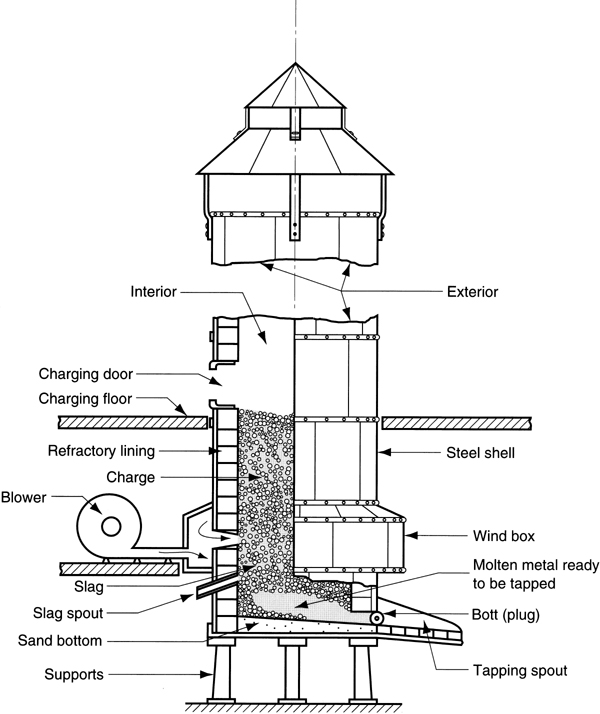 Interior
Exterior
Charging door
Charging floor
Refractory lining
Steel shell
Charge
Blower
Wind box
Molten metal ready
to be tapped
Slag
Slag spout
Bott (plug)
Sand bottom
Tapping spout
Supports